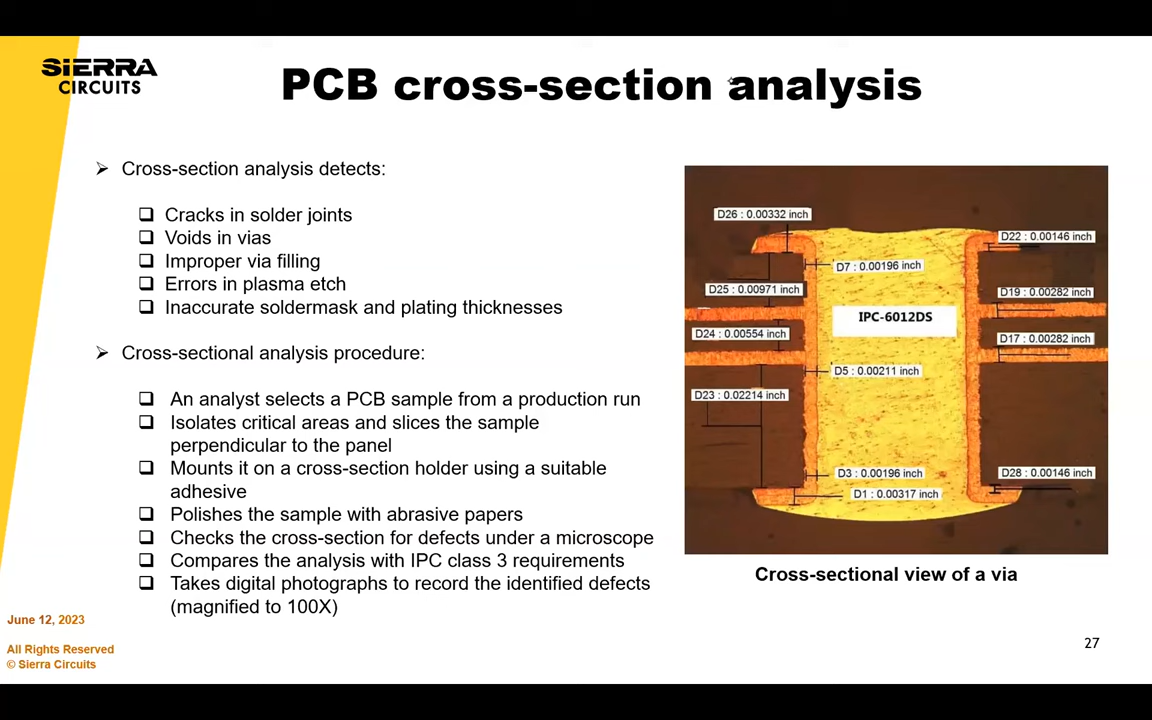 SIERRA
CIRCUITS
PCB cross-section analysis
Cross-section analysis detects:
Cracks in solder joints
Voids in vias
Improper via filling
Errors in plasma etch
Inaccurate soldermask and plating thicknesses
Cross-sectional analysis procedure:
An analyst selects a PCB sample from a production run
Isolates critical areas and slices the sample
perpendicular to the panel
Mounts it on a cross-section holder using a suitable
adhesive
Polishes the sample with abrasive papers
Checks the cross-section for defects under a microscope
Compares the analysis with IPC class 3 requirements
Takes digital photographs to record the identified defects
(magnified to 100X)
D26 : 0.00332 inch
D22 : 0.00146 inch
D7 : 0.00196 inch
D25 : 0.00971 inch
D19 : 0.00282 inch
IPC-6012DS
D24 : 0.00554 inch
D17 : 0.00282 inch
D5 : 0.00211 inch
D23 : 0.02214 inch
D3 : 0.00196 inch
D28 : 0.00146 inch
D1 : 0.00317 inch
Cross-sectional view of a via
June 12, 2023
All Rights Reserved
© Sierra Circuits
27